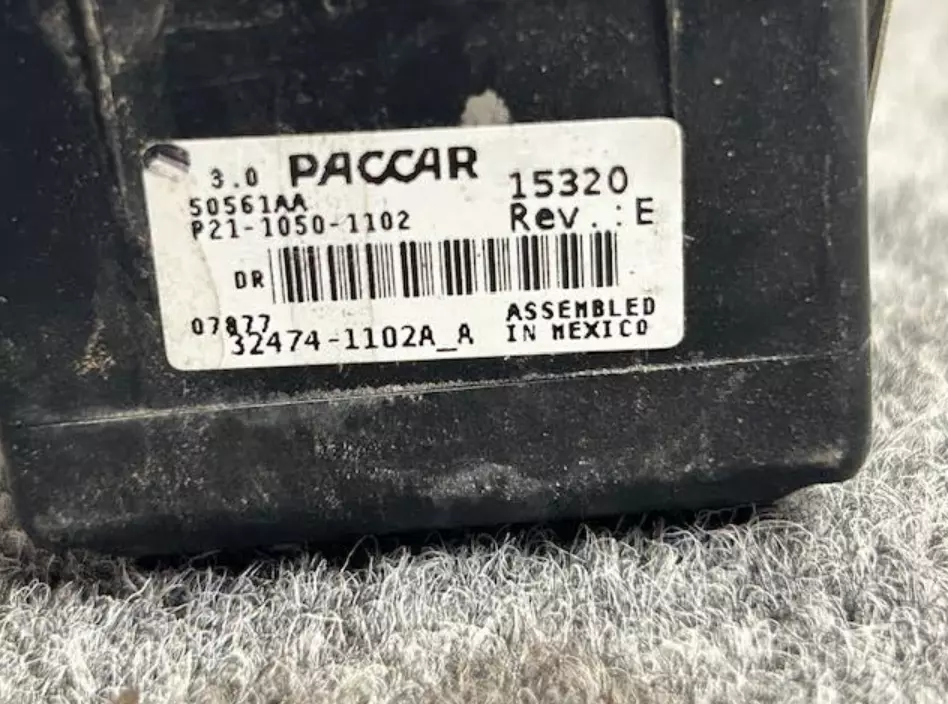 3.0 PACCAR 15320
50561AA
P21-1050-1102 Rev.:E
DR
07877
32474-1102A_A
ASSEMBLED
IN MEXICO